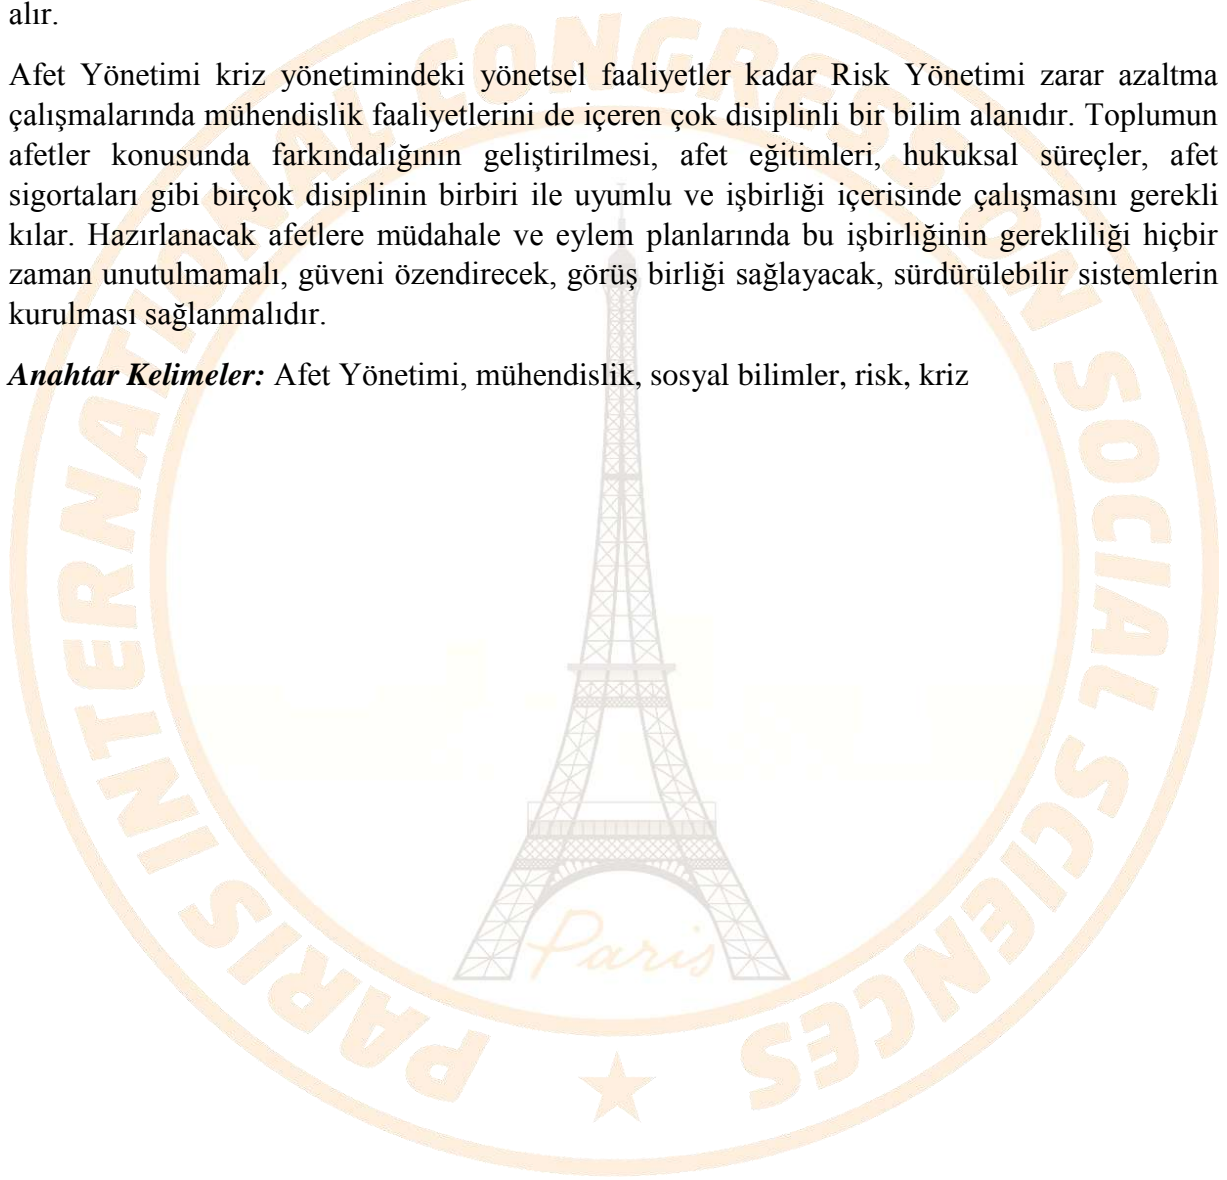 alır.
Afet Yönetimi kriz yönetimindeki yönetsel faaliyetler kadar Risk Yönetimi zarar azaltma
çalışmalarında mühendislik faaliyetlerini de içeren çok disiplinli bir bilim alanıdır. Toplumun
afetler konusunda farkındalığının geliştirilmesi, afet eğitimleri, hukuksal süreçler, afet
sigortaları gibi birçok disiplinin birbiri ile uyumlu ve işbirliği içerisinde çalışmasını gerekli
kılar. Hazırlanacak afetlere müdahale ve eylem planlarında bu işbirliğinin gerekliliği hiçbir
zaman unutulmamalı, güveni özendirecek, görüş birliği sağlayacak, sürdürülebilir sistemlerin
kurulması sağlanmalıdır.
Anahtar Kelimeler: Afet Yönetimi, mühendislik, sosyal bilimler, risk, kriz
PARIS INTERNATIONAL CONGRESS ON SOCIAL SCIENCES
Paris